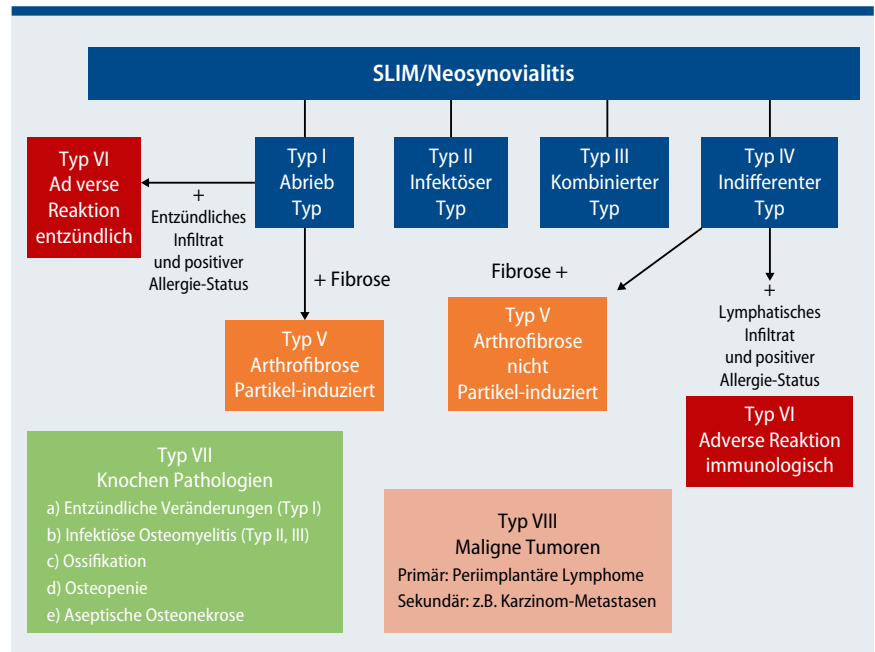 SLIM/Neosynovialitis
Typ VI
Ad verse
Reaktion
entzündlich
+
Entzündliches
Infiltrat
und positiver
Allergie-Status
Typ I
Abrieb
Typ
Typ II
Infektöser
Typ
Typ III
Kombinierter
Typ
Typ IV
Indifferenter
Typ
+ Fibrose
Fibrose +
+
Lymphatisches
Infiltrat
und positiver
Allergie-Status
Typ V
Arthrofibrose
Partikel-induziert
Typ V
Arthrofibrose
nicht
Partikel-induziert
Typ VI
Adverse Reaktion
immunologisch
Typ VII
Knochen Pathologien
a) Entzündliche Veränderungen (Typ I)
b) Infektiöse Osteomyelitis (Typ II, III)
c) Ossifikation
d) Osteopenie
e) Aseptische Osteonekrose
Typ VIII
Maligne Tumoren
Primär: Periimplantäre Lymphome
Sekundär: z.B. Karzinom-Metastasen